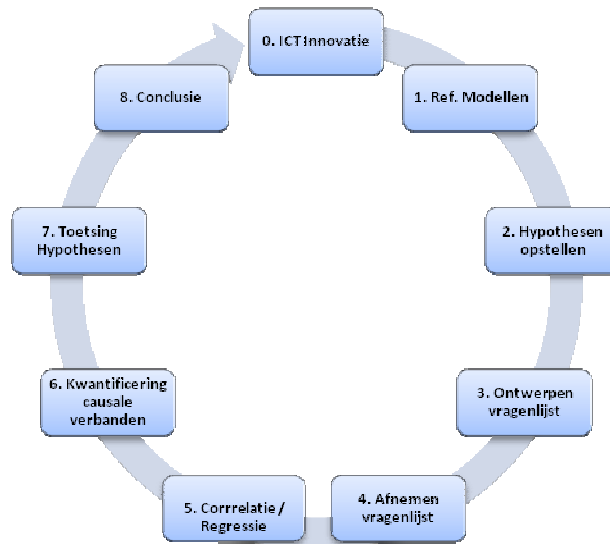 0. ICT innovatie
1. Ref. Modellen
2. Hypothesen
opstellen
3. Ontwerpen
vragenlijst
4. Afnemen
vragenlijst
5. Corrrelatie /
Regressie
6. Kwantificering
causale
verbanden
7. Toetsing
Hypothesen
8. Conclusie